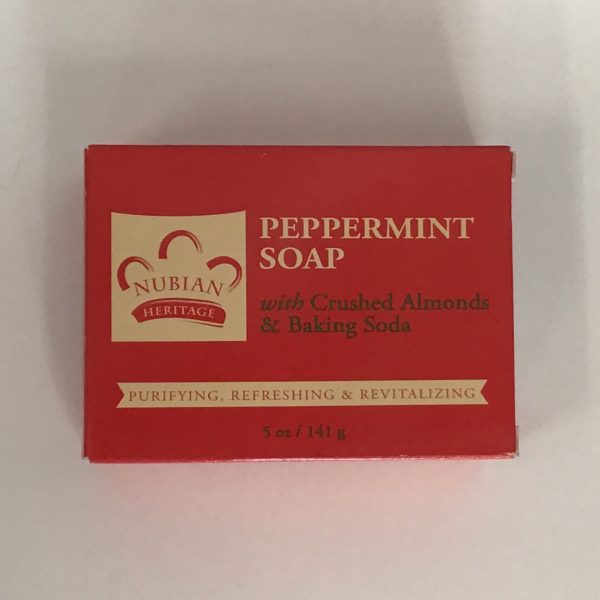 NUBIAN
HERITAGE
PEPPERMINT
SOAP
with Crushed Almonds
& Baking Soda
PURIFYING, REFRESHING & REVITALIZING
5 oz / 141 g